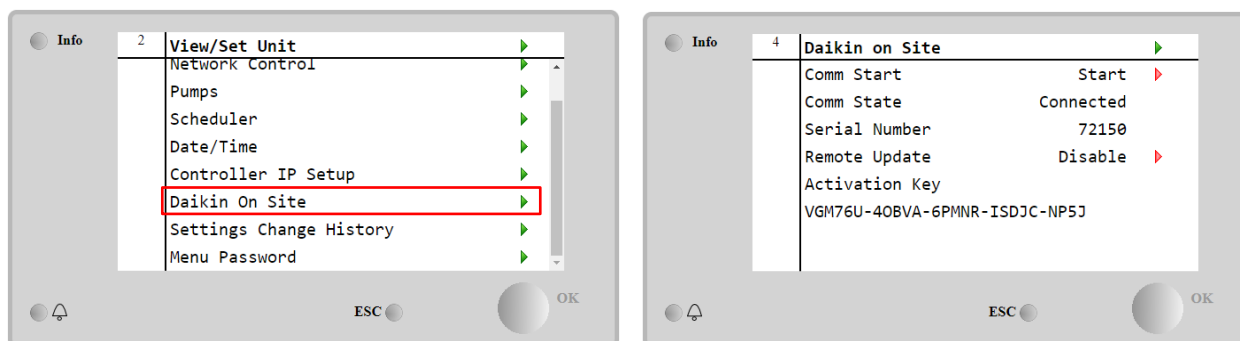 Info
2 View/Set Unit
Network Control
Pumps
Scheduler
Date/Time
Controller IP Setup
Daikin On Site
Settings Change History
Menu Password
ESC
OK
Info
4 Daikin on Site
Comm Start Start
Comm State Connected
Serial Number 72150
Remote Update Disable
Activation Key
VGM76U-4OBVA-6PMNR-ISDJC-NP5J
ESC
OK